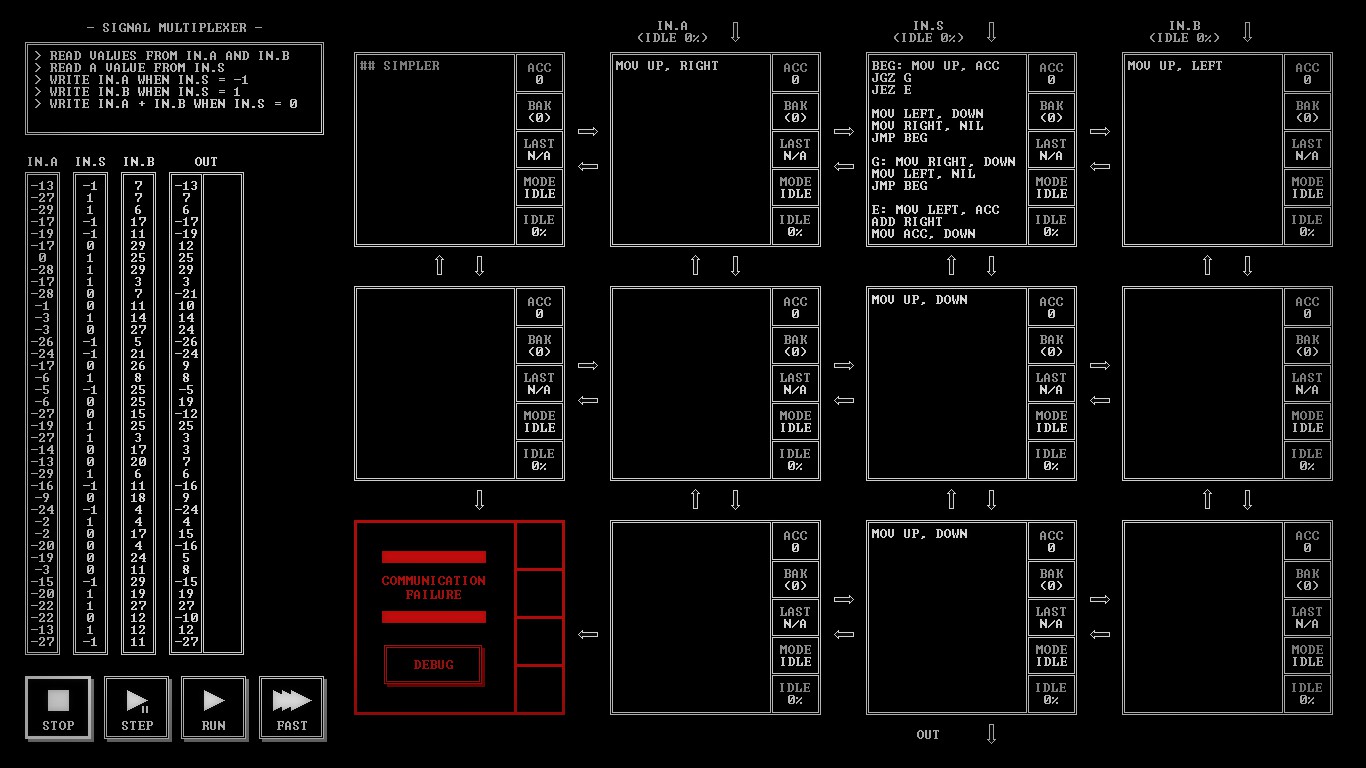 - SIGNAL MULTIPLEXER -
> READ VALUES FROM IN.A AND IN.B
> READ A VALUE FROM IN.S
> WRITE IN.A WHEN IN.S = -1
> WRITE IN.B WHEN IN.S = 1
> WRITE IN.A + IN.B WHEN IN.S = 0
IN.A IN.S IN.B OUT
-13 -1 7 -13
-27 1 7 7
-29 1 6 6
-17 -1 17 -17
-19 -1 11 -19
-17 0 29 12
0 1 25 25
-28 1 29 29
-17 1 3 3
-28 0 7 -21
-1 0 11 10
-3 1 14 14
-3 0 27 24
-26 -1 5 -26
-24 -1 21 -24
-17 0 26 9
-6 1 8 8
-5 -1 25 -5
-6 0 25 19
-27 0 15 -12
-19 1 25 25
-27 1 3 3
-14 0 17 3
-13 0 20 7
-29 1 6 6
-16 -1 11 -16
-9 0 18 9
-24 -1 4 -24
-2 1 4 4
-2 0 17 15
-20 0 4 -16
-19 0 24 5
-3 0 11 8
-15 -1 29 -15
-20 1 19 19
-22 1 27 27
-22 0 12 -10
-13 1 12 12
-27 -1 11 -27
STOP STEP RUN FAST
IN.A
(IDLE 0%)
IN.S
(IDLE 0%)
IN.B
(IDLE 0%)
## SIMPLER
ACC
0
BAK
(0)
LAST
N/A
MODE
IDLE
IDLE
0%
MOV UP, RIGHT
ACC
0
BAK
(0)
LAST
N/A
MODE
IDLE
IDLE
0%
BEG: MOV UP, ACC
JGZ G
JEZ E
MOV LEFT, DOWN
MOV RIGHT, NIL
JMP BEG
G: MOV RIGHT, DOWN
MOV LEFT, NIL
JMP BEG
E: MOV LEFT, ACC
ADD RIGHT
MOV ACC, DOWN
ACC
0
BAK
(0)
LAST
N/A
MODE
IDLE
IDLE
0%
MOV UP, LEFT
ACC
0
BAK
(0)
LAST
N/A
MODE
IDLE
IDLE
0%
ACC
0
BAK
(0)
LAST
N/A
MODE
IDLE
IDLE
0%
ACC
0
BAK
(0)
LAST
N/A
MODE
IDLE
IDLE
0%
MOV UP, DOWN
ACC
0
BAK
(0)
LAST
N/A
MODE
IDLE
IDLE
0%
ACC
0
BAK
(0)
LAST
N/A
MODE
IDLE
IDLE
0%
COMMUNICATION
FAILURE
DEBUG
ACC
0
BAK
(0)
LAST
N/A
MODE
IDLE
IDLE
0%
MOV UP, DOWN
ACC
0
BAK
(0)
LAST
N/A
MODE
IDLE
IDLE
0%
ACC
0
BAK
(0)
LAST
N/A
MODE
IDLE
IDLE
0%
OUT